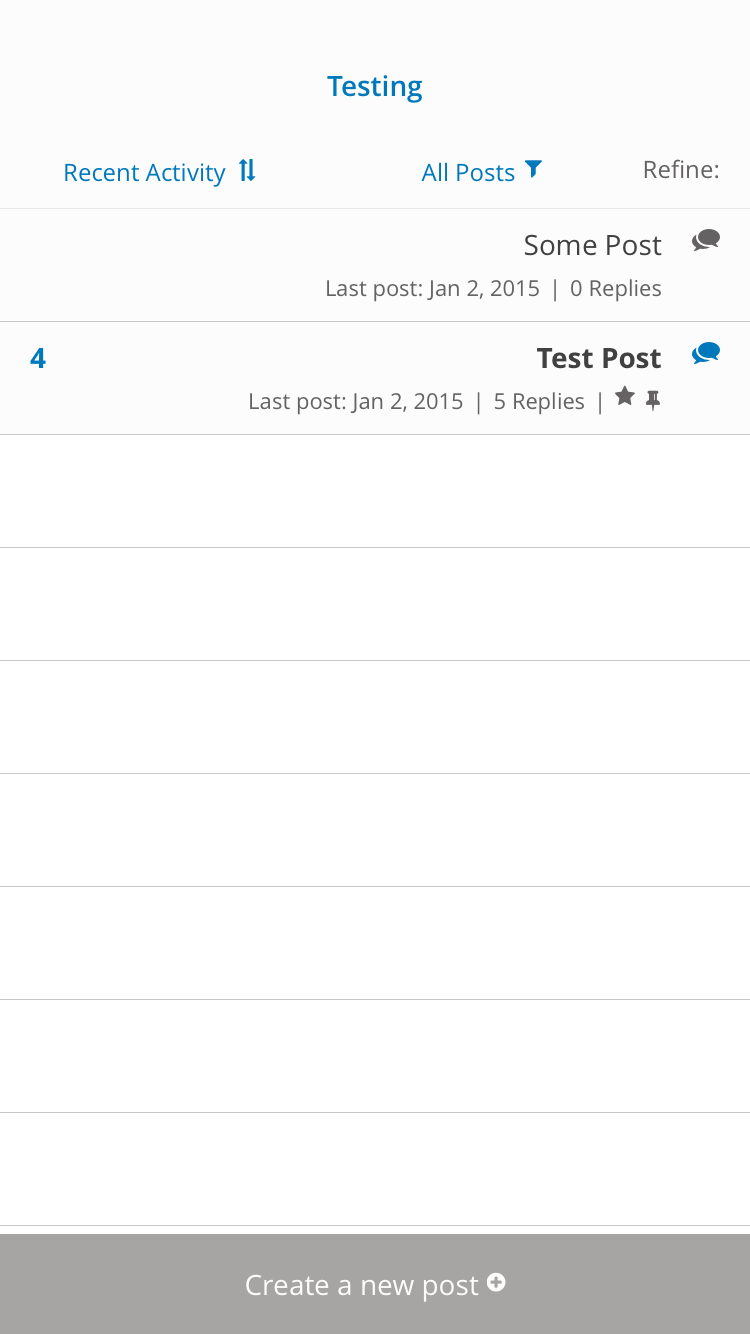 Testing
Refine: All Posts Recent Activity
Some Post
Last post: Jan 2, 2015 | 0 Replies
Test Post 4
Last post: Jan 2, 2015 | 5 Replies |
Create a new post